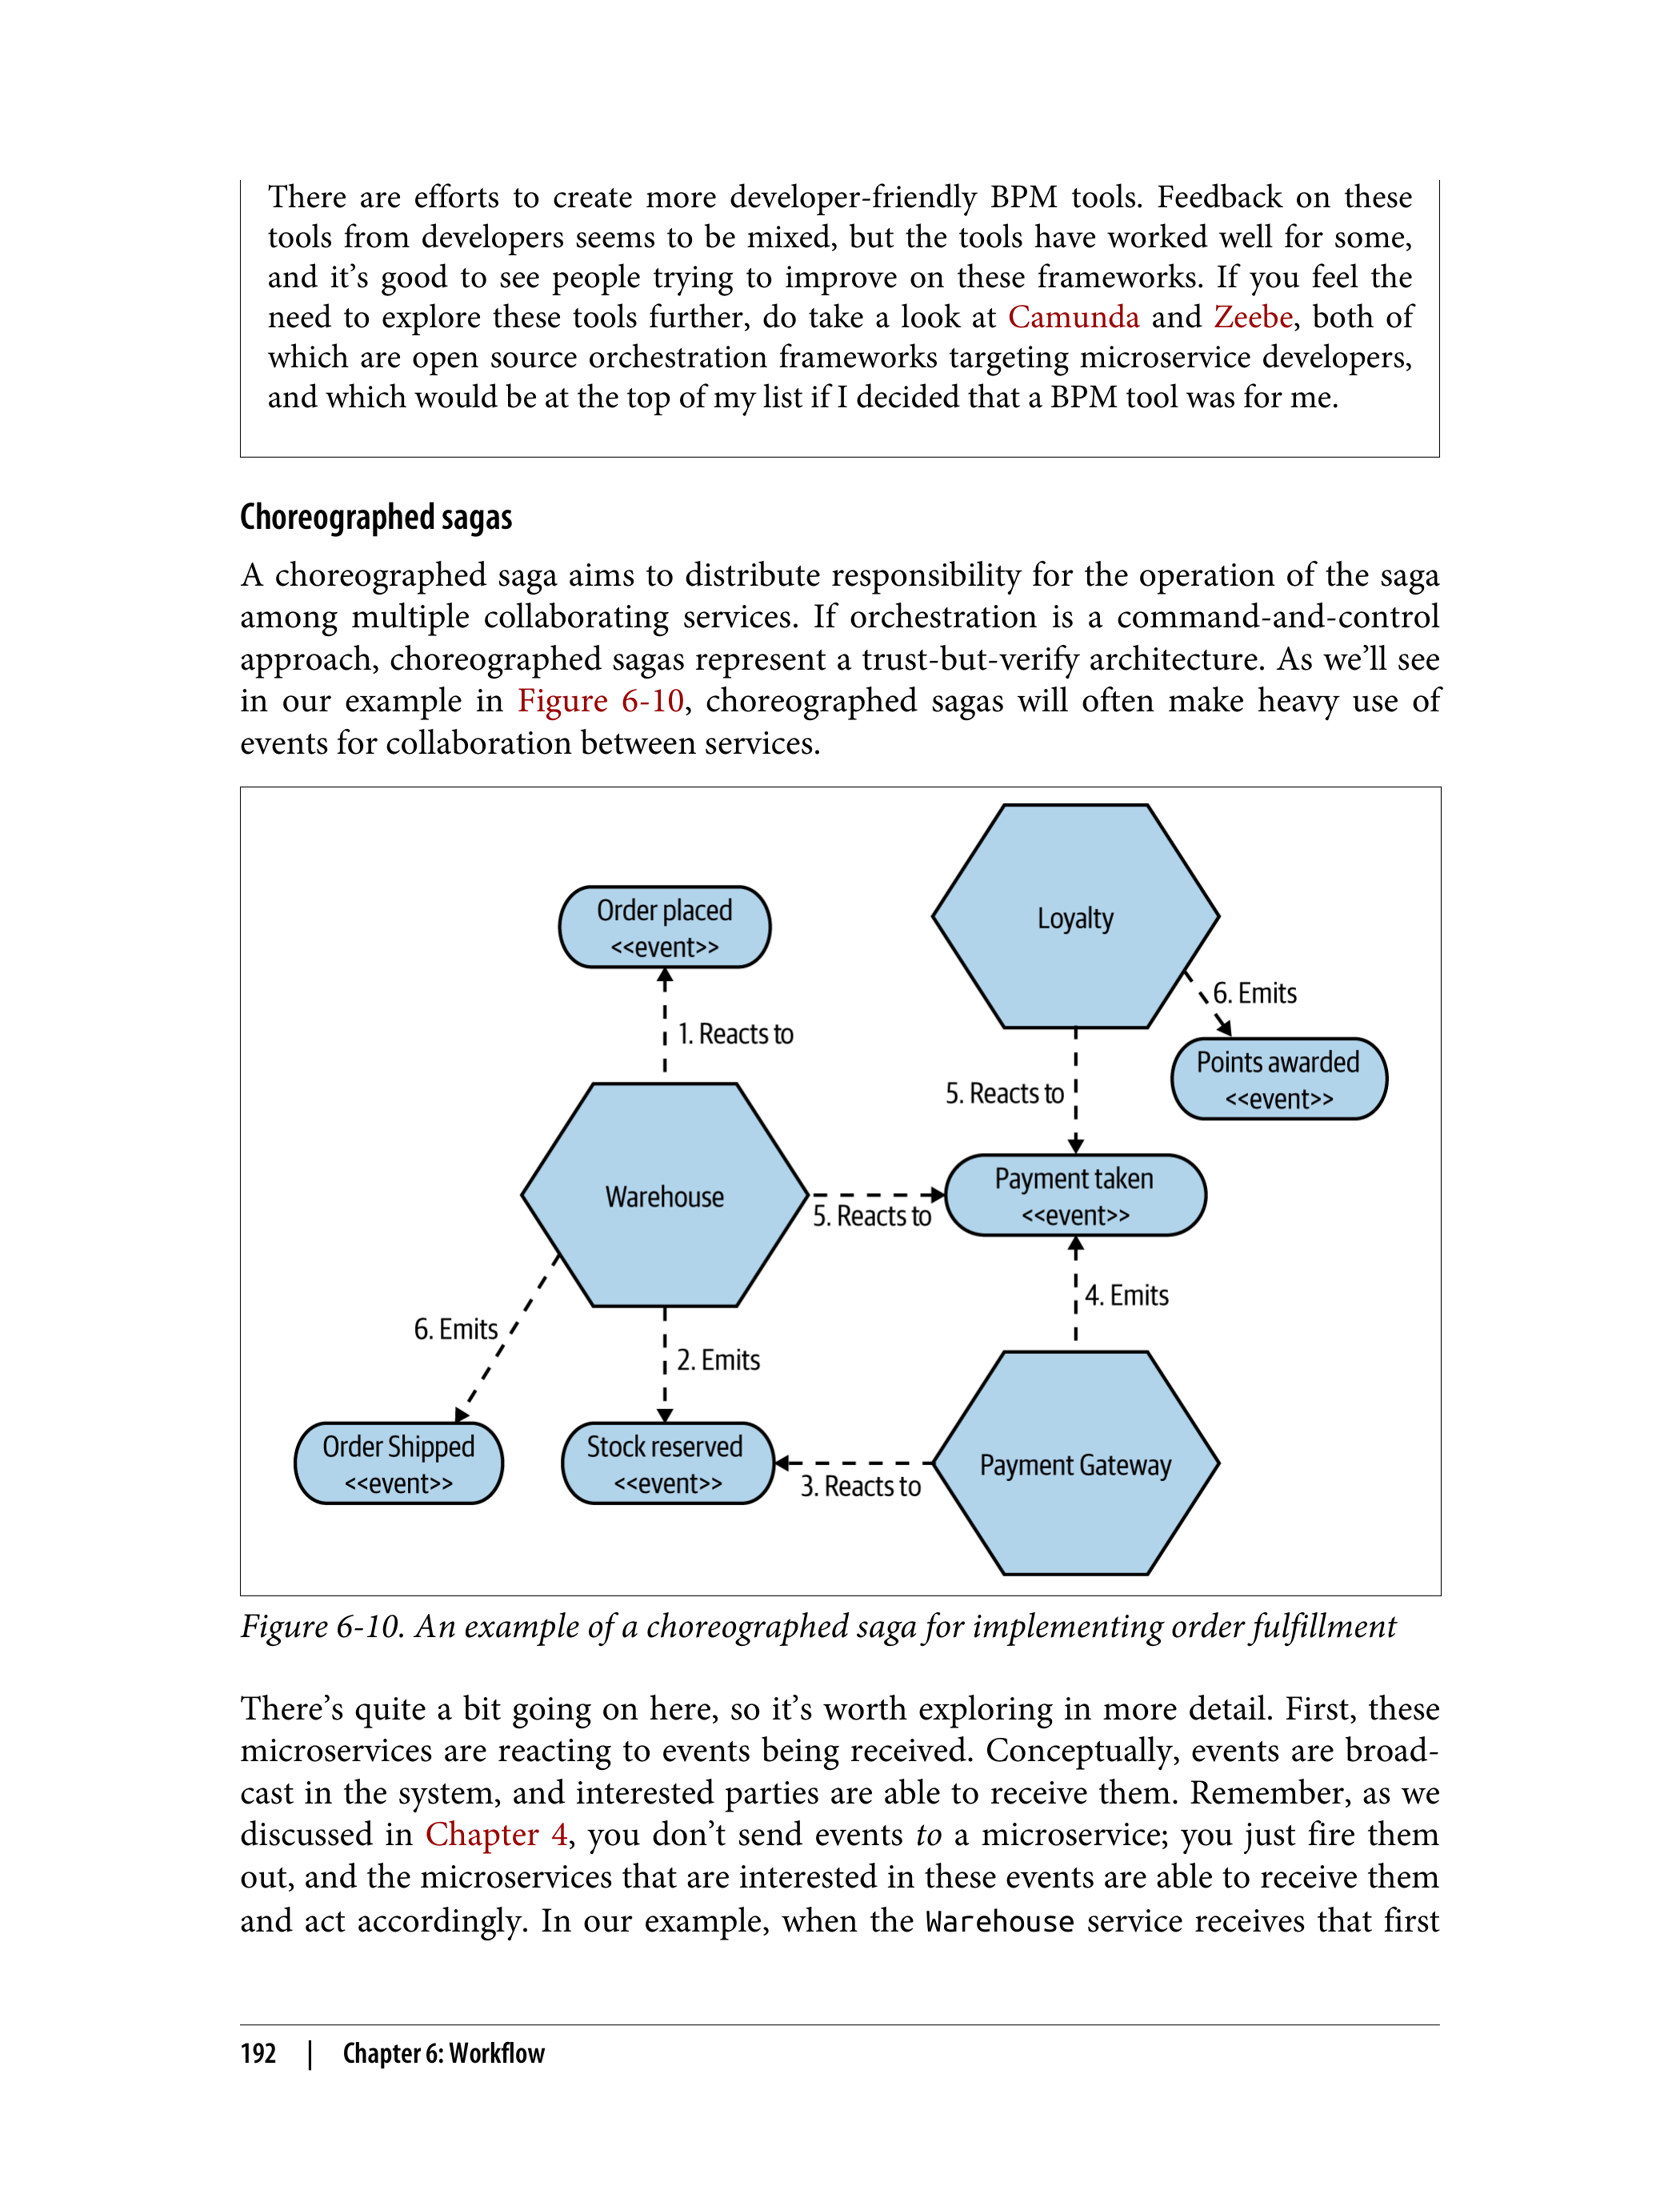 There are efforts to create more developer-friendly BPM tools. Feedback on these
tools from developers seems to be mixed, but the tools have worked well for some,
and it’s good to see people trying to improve on these frameworks. If you feel the
need to explore these tools further, do take a look at Camunda and Zeebe, both of
which are open source orchestration frameworks targeting microservice developers,
and which would be at the top of my list if I decided that a BPM tool was for me.
Choreographed sagas
A choreographed saga aims to distribute responsibility for the operation of the saga
among multiple collaborating services. If orchestration is a command-and-control
approach, choreographed sagas represent a trust-but-verify architecture. As we’ll see
in our example in Figure 6-10, choreographed sagas will often make heavy use of
events for collaboration between services.
Order placed
<<event>>
Loyalty
6. Emits
1. Reacts to
Points awarded
<<event>>
5. Reacts to
Warehouse
Payment taken
<<event>>
5. Reacts to
4. Emits
6. Emits
2. Emits
Order Shipped
<<event>>
Stock reserved
<<event>>
3. Reacts to
Payment Gateway
Figure 6-10. An example of a choreographed saga for implementing order fulfillment
There’s quite a bit going on here, so it’s worth exploring in more detail. First, these
microservices are reacting to events being received. Conceptually, events are broad-
cast in the system, and interested parties are able to receive them. Remember, as we
discussed in Chapter 4, you don’t send events to a microservice; you just fire them
out, and the microservices that are interested in these events are able to receive them
and act accordingly. In our example, when the Warehouse service receives that first
192 | Chapter 6: Workflow